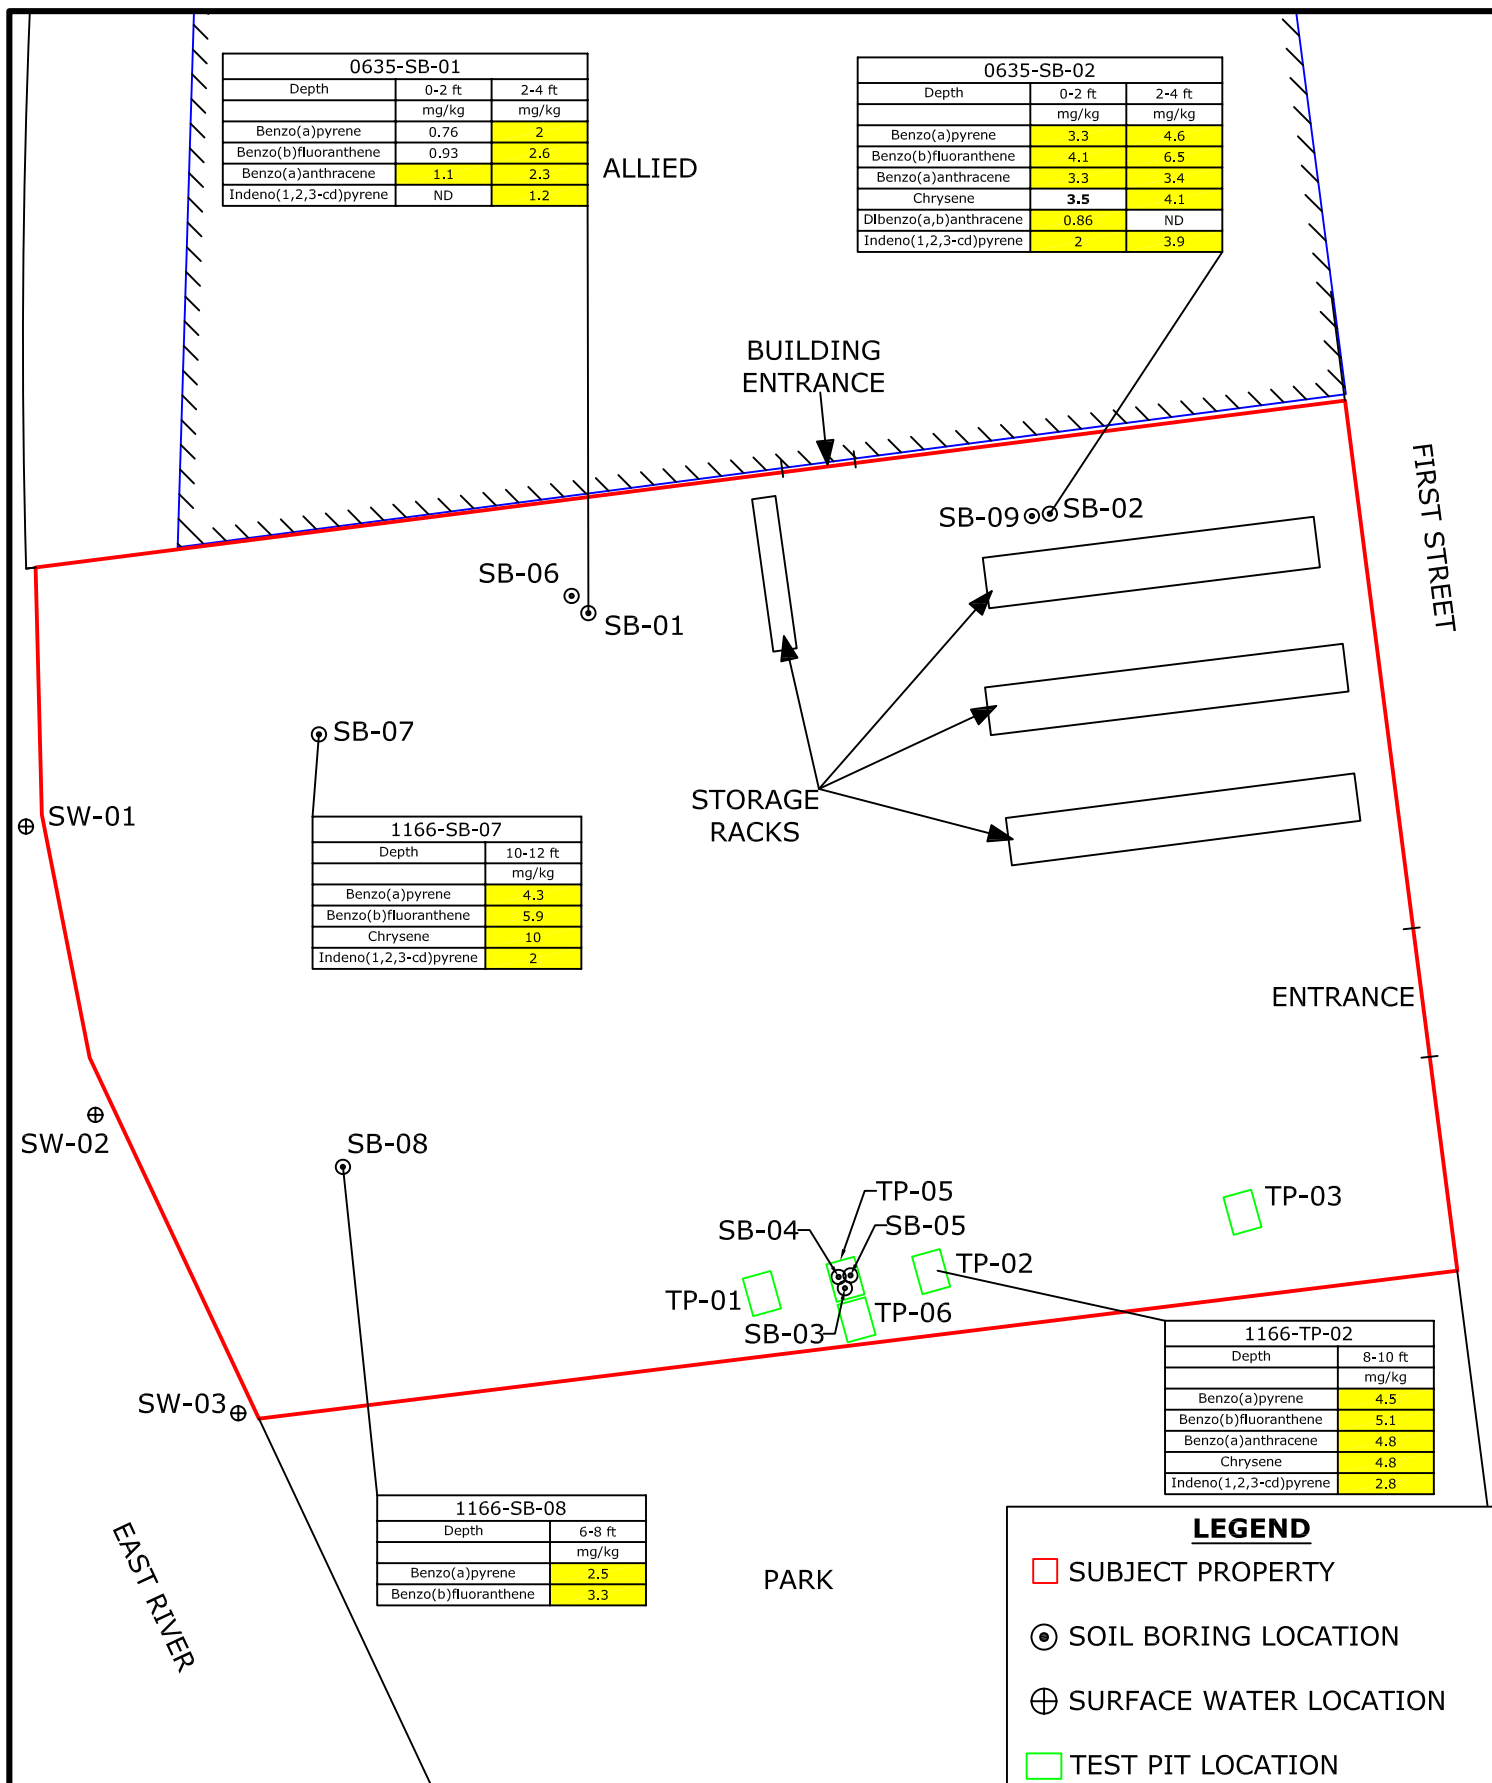 0635-SB-01
Depth 0-2 ft 2-4 ft
mg/kg mg/kg
Benzo(a)pyrene 0.76 2
Benzo(b)fluoranthene 0.93 2.6
Benzo(a)anthracene 1.1 2.3
Indeno(1,2,3-cd)pyrene ND 1.2
ALLIED
0635-SB-02
Depth 0-2 ft 2-4 ft
mg/kg mg/kg
Benzo(a)pyrene 3.3 4.6
Benzo(b)fluoranthene 4.1 6.5
Benzo(a)anthracene 3.3 3.4
Chrysene 3.5 4.1
DIbenzo(a,b)anthracene 0.86 ND
Indeno(1,2,3-cd)pyrene 2 3.9
BUILDING
ENTRANCE
FIRST STREET
SB-09
SB-02
SB-06
SB-01
SB-07
STORAGE
RACKS
SW-01
1166-SB-07
Depth 10-12 ft
mg/kg
Benzo(a)pyrene 4.3
Benzo(b)fluoranthene 5.9
Chrysene 10
Indeno(1,2,3-cd)pyrene 2
ENTRANCE
SW-02
SB-08
TP-05
TP-03
SB-04
SB-05
TP-02
TP-01
TP-06
SB-03
1166-TP-02
Depth 8-10 ft
mg/kg
Benzo(a)pyrene 4.5
Benzo(b)fluoranthene 5.1
Benzo(a)anthracene 4.8
Chrysene 4.8
Indeno(1,2,3-cd)pyrene 2.8
SW-03
1166-SB-08
Depth 6-8 ft
mg/kg
Benzo(a)pyrene 2.5
Benzo(b)fluoranthene 3.3
EAST RIVER
PARK
LEGEND
SUBJECT PROPERTY
SOIL BORING LOCATION
SURFACE WATER LOCATION
TEST PIT LOCATION